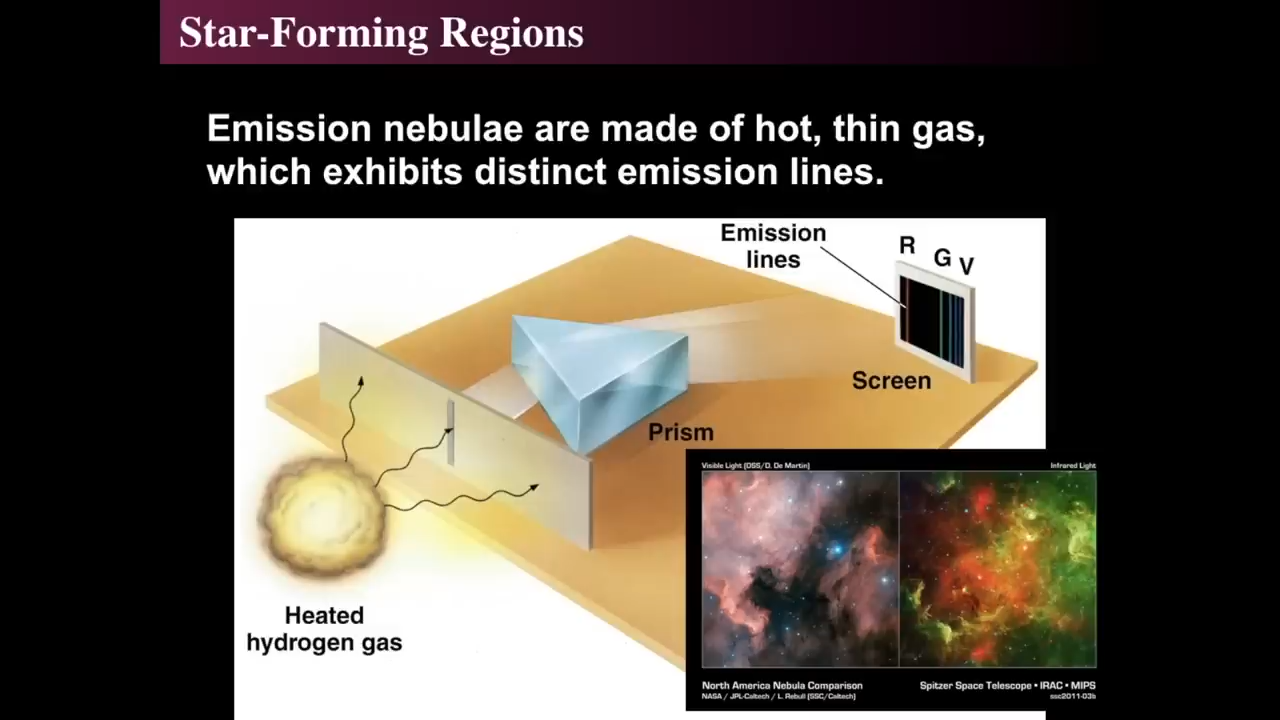 Star-Forming Regions
Emission nebulae are made of hot, thin gas,
which exhibits distinct emission lines.
Emission
lines
R G V
Screen
Prism
Heated
hydrogen gas
Visible Light (DSS/D. De Martin)
Infrared Light
North America Nebula Comparison
NASA / JPL-Caltech / L. Rebull (SSC/Caltech)
Spitzer Space Telescope • IRAC • MIPS
ssc2011-03b